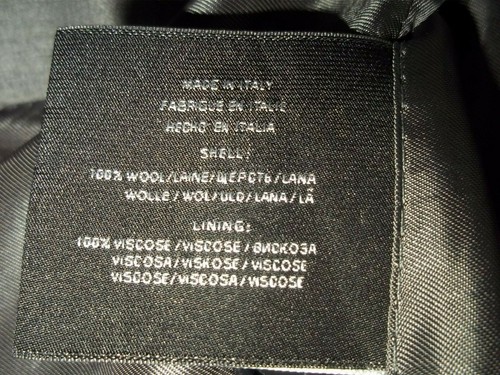 MADE IN ITALY
FABRIQUE EN ITALIE
HECHO EN ITALIA
SHELL:
100% WOOL/LAINE/ШЕРСТЬ/LANA
WOLLE/WOL/ULD/LANA/LÃ
LINING:
100% VISCOSE/VISCOSE/ВИСКОЗА
VISCOSA/VISKOSE/VISCOSE
VISCOSE/VISCOSA/VISCOSE